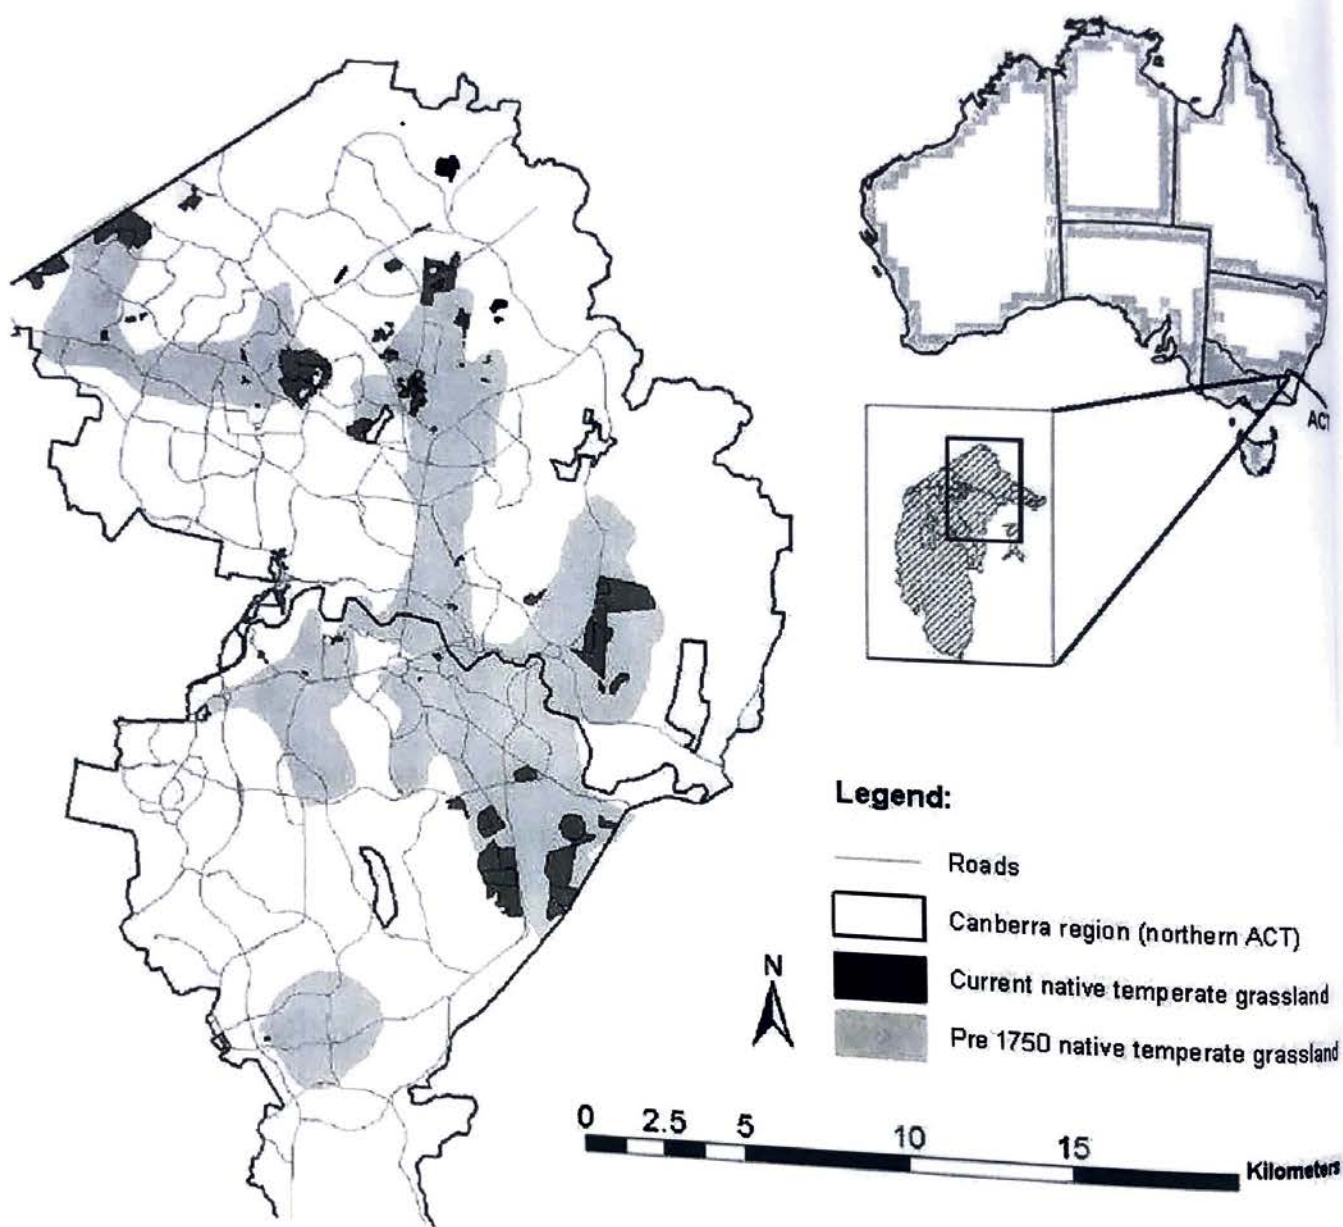 ACT
Legend:
Roads
Canberra region (northern ACT)
Current native temperate grassland
Pre 1750 native temperate grassland
N
0 2.5 5 10 15
Kilometers